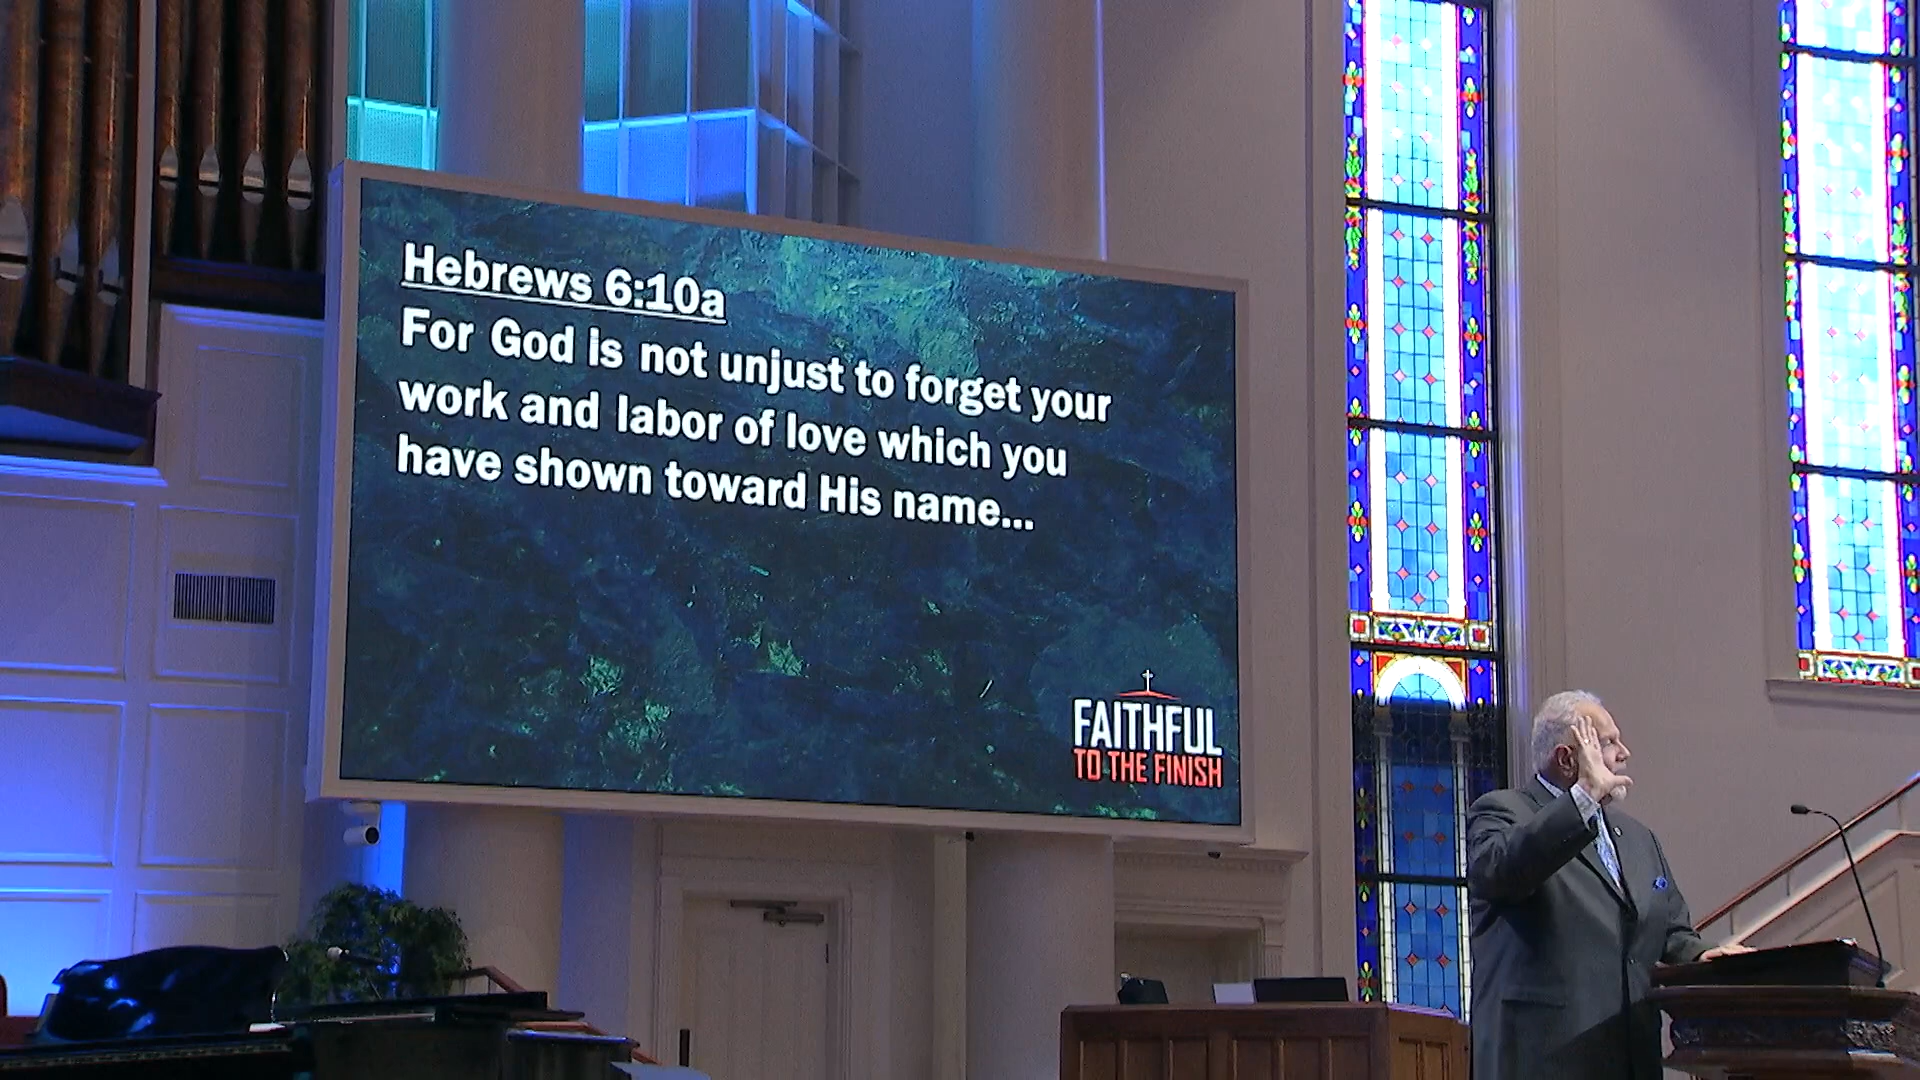 Hebrews 6:10a
For God is not unjust to forget your
work and labor of love which you
have shown toward His name...
FAITHFUL
TO THE FINISH